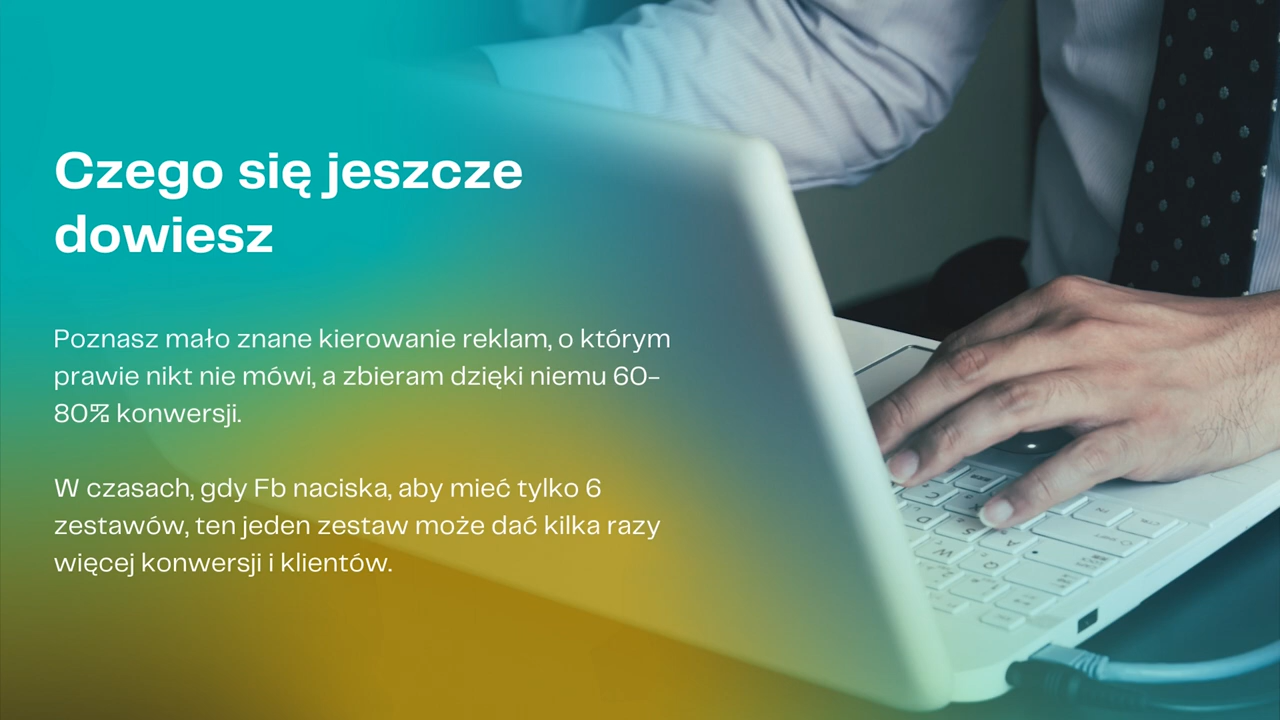 Czego się jeszcze
dowiesz
Poznasz mało znane kierowanie reklam, o którym
prawie nikt nie mówi, a zbieram dzięki niemu 60-
80% konwersji.
W czasach, gdy Fb naciska, aby mieć tylko 6
zestawów, ten jeden zestaw może dać kilka razy
więcej konwersji i klientów.